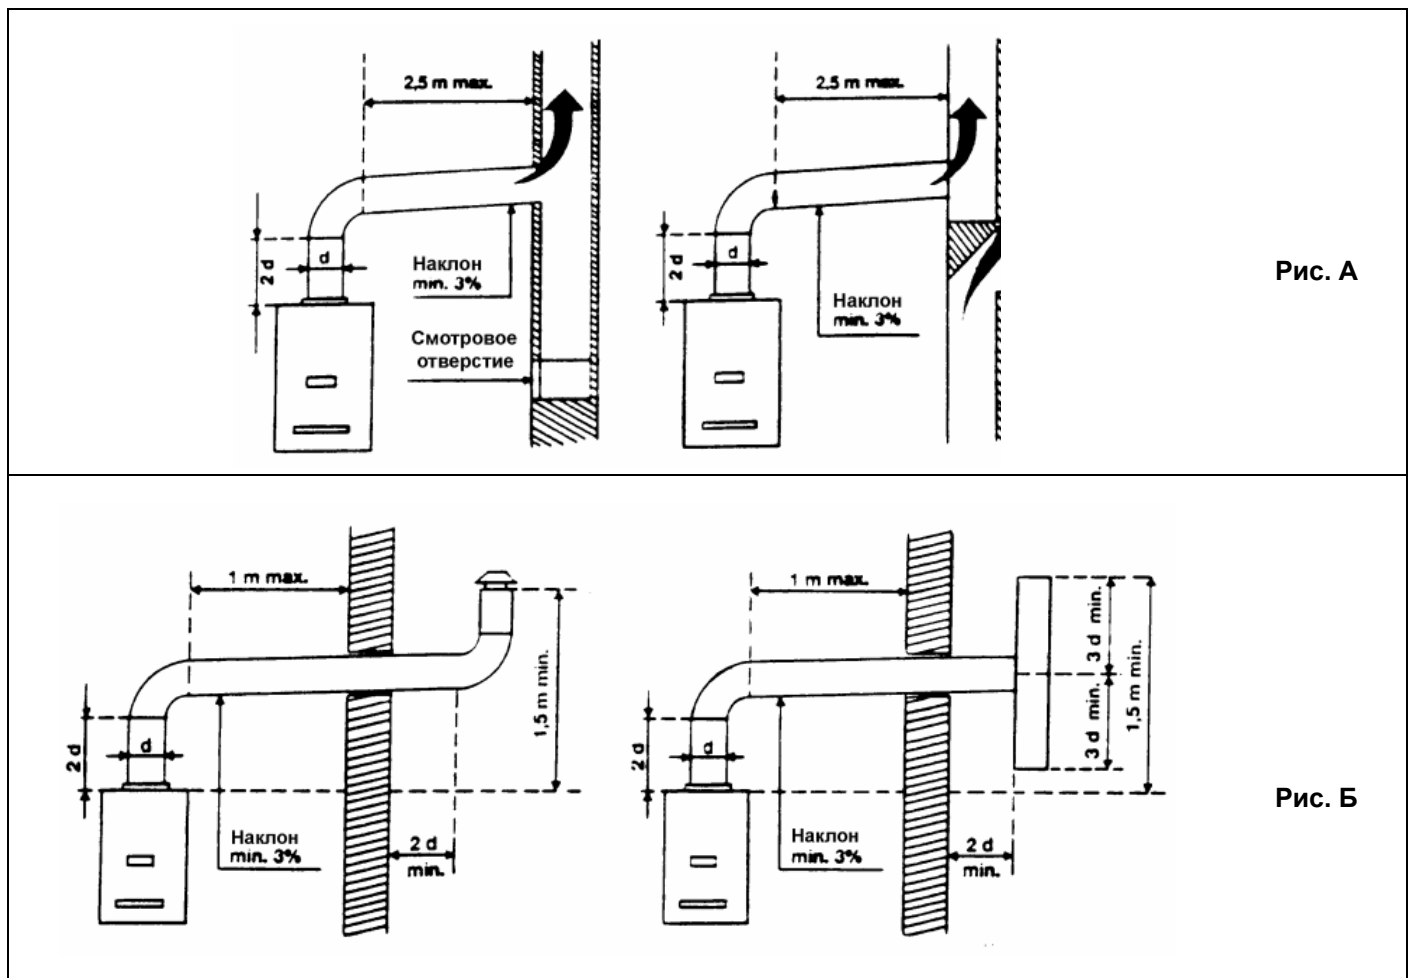 2,5 m max.
2 d
d
Наклон
min. 3%
Смотровое
отверстие
2,5 m max.
2 d
d
Наклон
min. 3%
Рис. А
1 m max.
2 d
d
Наклон
min. 3%
2 d
min.
1,5 m min.
1 m max.
2 d
d
Наклон
min. 3%
2 d
min.
3 d min.
3 d min.
1,5 m min.
Рис. Б